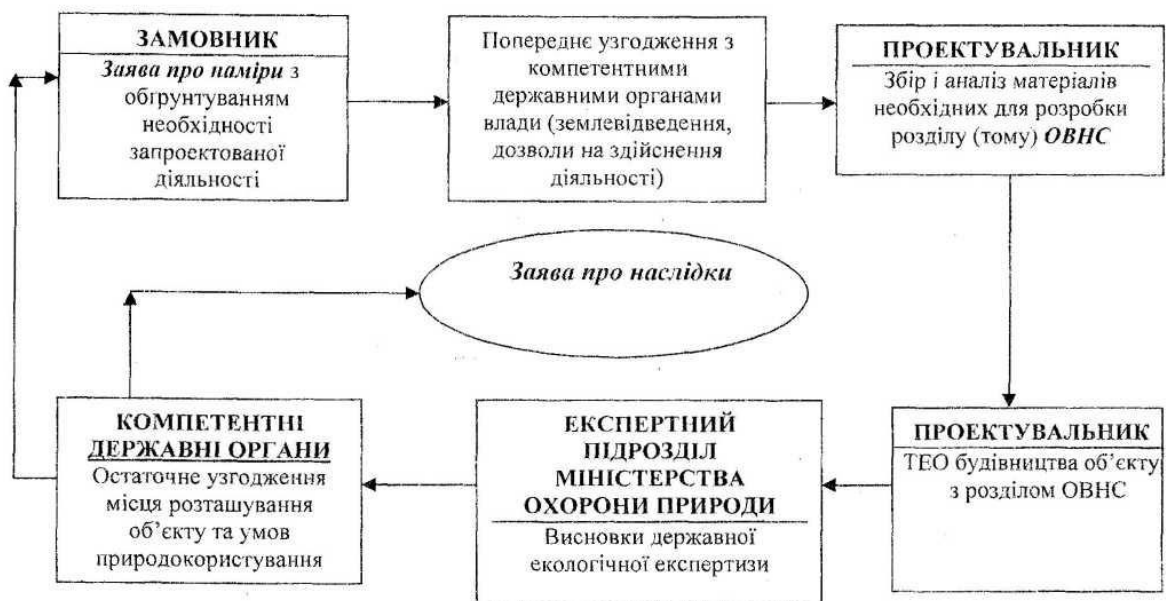 ЗАМОВНИК
Заява про наміри з
обгрунтуванням
необхідності
запроектованої
діяльності
Попереднє узгодження з
компетентними
державними органами
влади (землевідведення,
дозволи на здійснення
діяльності)
ПРОЕКТУВАЛЬНИК
Збір і аналіз матеріалів
необхідних для розробки
розділу (тому) ОВНС
Заява про наслідки
КОМПЕТЕНТНІ
ДЕРЖАВНІ ОРГАНИ
Остаточне узгодження
місця розташування
об’єкту та умов
природокористування
ЕКСПЕРТНИЙ
ПІДРОЗДІЛ
МІНІСТЕРСТВА
ОХОРОНИ ПРИРОДИ
Висновки державної
екологічної експертизи
ПРОЕКТУВАЛЬНИК
ТЕО будівництва об’єкту
з розділом ОВНС